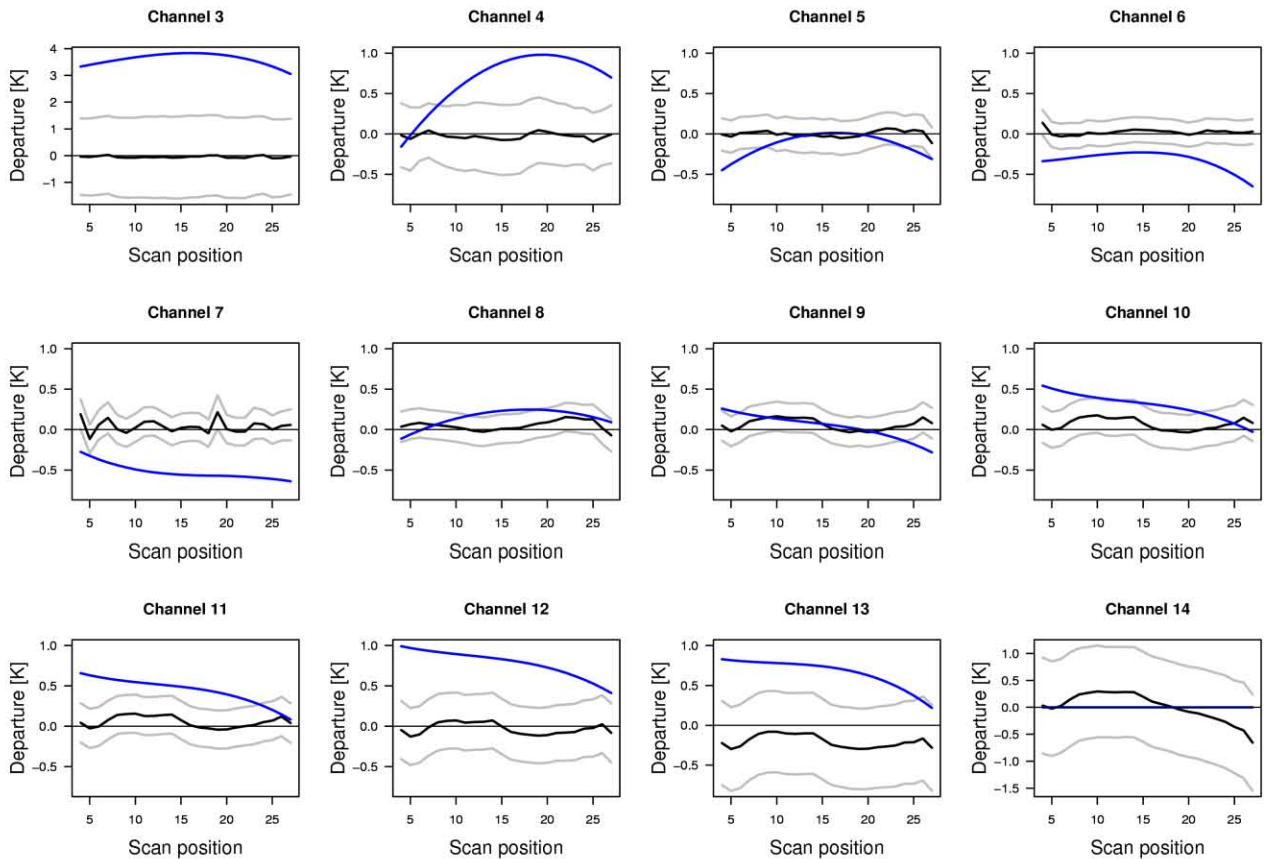 Channel 3
Departure [K]
4
3
2
1
0
−1
5 10 15 20 25
Scan position
Channel 4
Departure [K]
1.0
0.5
0.0
−0.5
5 10 15 20 25
Scan position
Channel 5
Departure [K]
1.0
0.5
0.0
−0.5
5 10 15 20 25
Scan position
Channel 6
Departure [K]
1.0
0.5
0.0
−0.5
5 10 15 20 25
Scan position
Channel 7
Departure [K]
1.0
0.5
0.0
−0.5
5 10 15 20 25
Scan position
Channel 8
Departure [K]
1.0
0.5
0.0
−0.5
5 10 15 20 25
Scan position
Channel 9
Departure [K]
1.0
0.5
0.0
−0.5
5 10 15 20 25
Scan position
Channel 10
Departure [K]
1.0
0.5
0.0
−0.5
5 10 15 20 25
Scan position
Channel 11
Departure [K]
1.0
0.5
0.0
−0.5
5 10 15 20 25
Scan position
Channel 12
Departure [K]
1.0
0.5
0.0
−0.5
5 10 15 20 25
Scan position
Channel 13
Departure [K]
1.0
0.5
0.0
−0.5
5 10 15 20 25
Scan position
Channel 14
Departure [K]
1.0
0.5
0.0
−0.5
−1.0
−1.5
5 10 15 20 25
Scan position